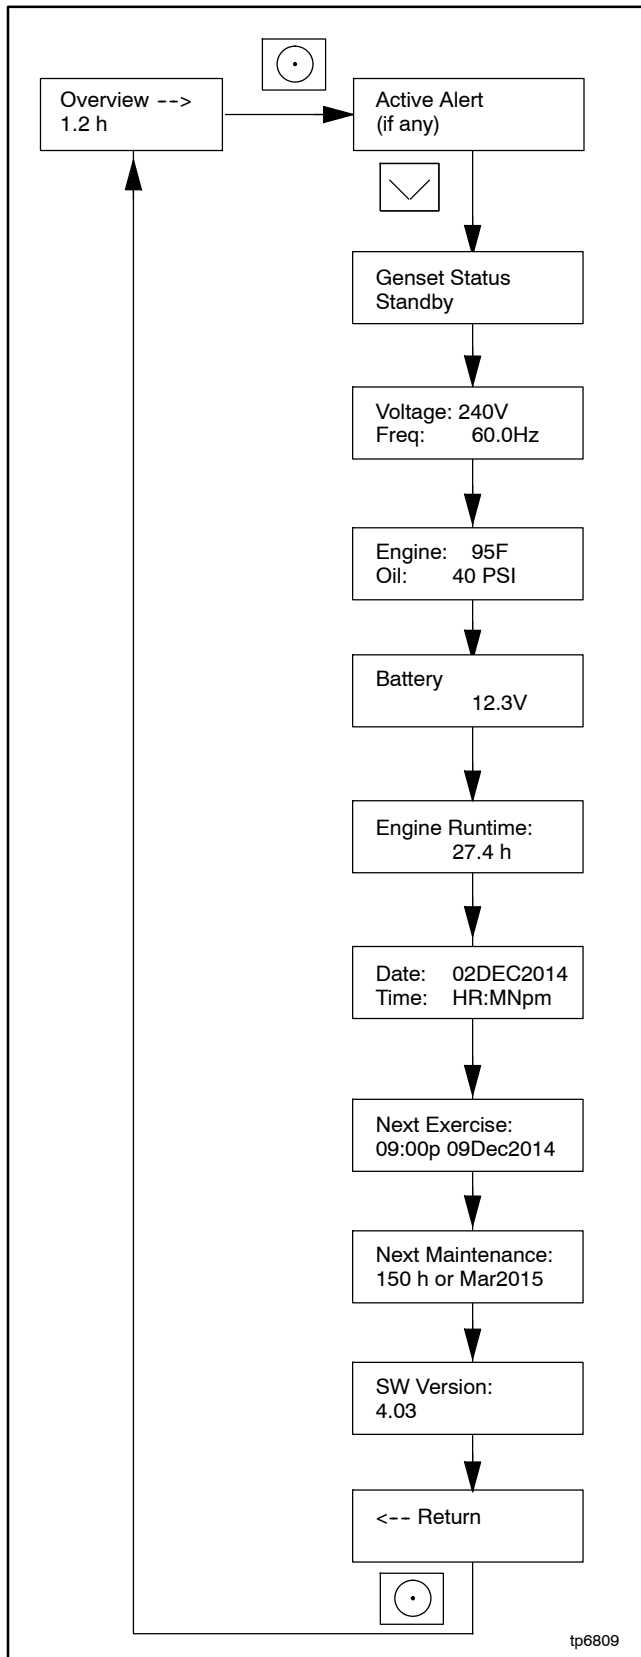 Overview -->
1.2 h
Active Alert
(if any)
Genset Status
Standby
Voltage: 240V
Freq: 60.0Hz
Engine: 95F
Oil: 40 PSI
Battery
12.3V
Engine Runtime:
27.4 h
Date: 02DEC2014
Time: HR:MNpm
Next Exercise:
09:00p 09Dec2014
Next Maintenance:
150 h or Mar2015
SW Version:
4.03
<-- Return
tp6809